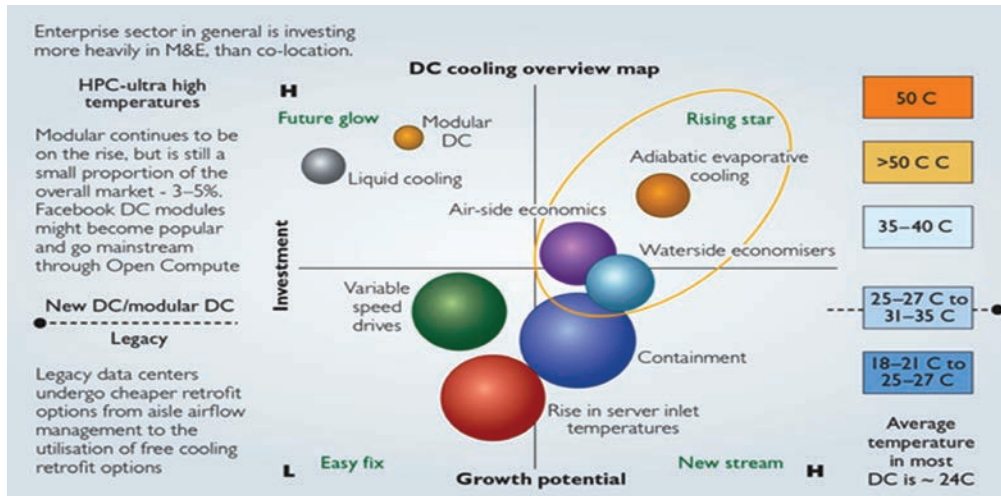 Enterprise sector in general is investing
more heavily in M&E, than co-location.
HPC-ultra high
temperatures
Modular continues to
be on the rise, but is still a
small proportion of the
overall market - 3–5%.
Facebook DC modules
might become popular
and go mainstream
through Open Compute
New DC/modular DC
Legacy
Legacy data centers
undergo cheaper retrofit
options from aisle airflow
management to the
utilisation of free cooling
retrofit options
DC cooling overview map
H
Future glow
Modular
DC
Liquid cooling
Rising star
Adiabatic evaporative
cooling
Air-side economics
Waterside economisers
Investment
Variable
speed
drives
Containment
Rise in server inlet
temperatures
L
Easy fix
Growth potential
New stream
H
50 C
>50 C C
35–40 C
25–27 C to
31–35 C
18–21 C to
25–27 C
Average
temperature
in most
DC is ~ 24C